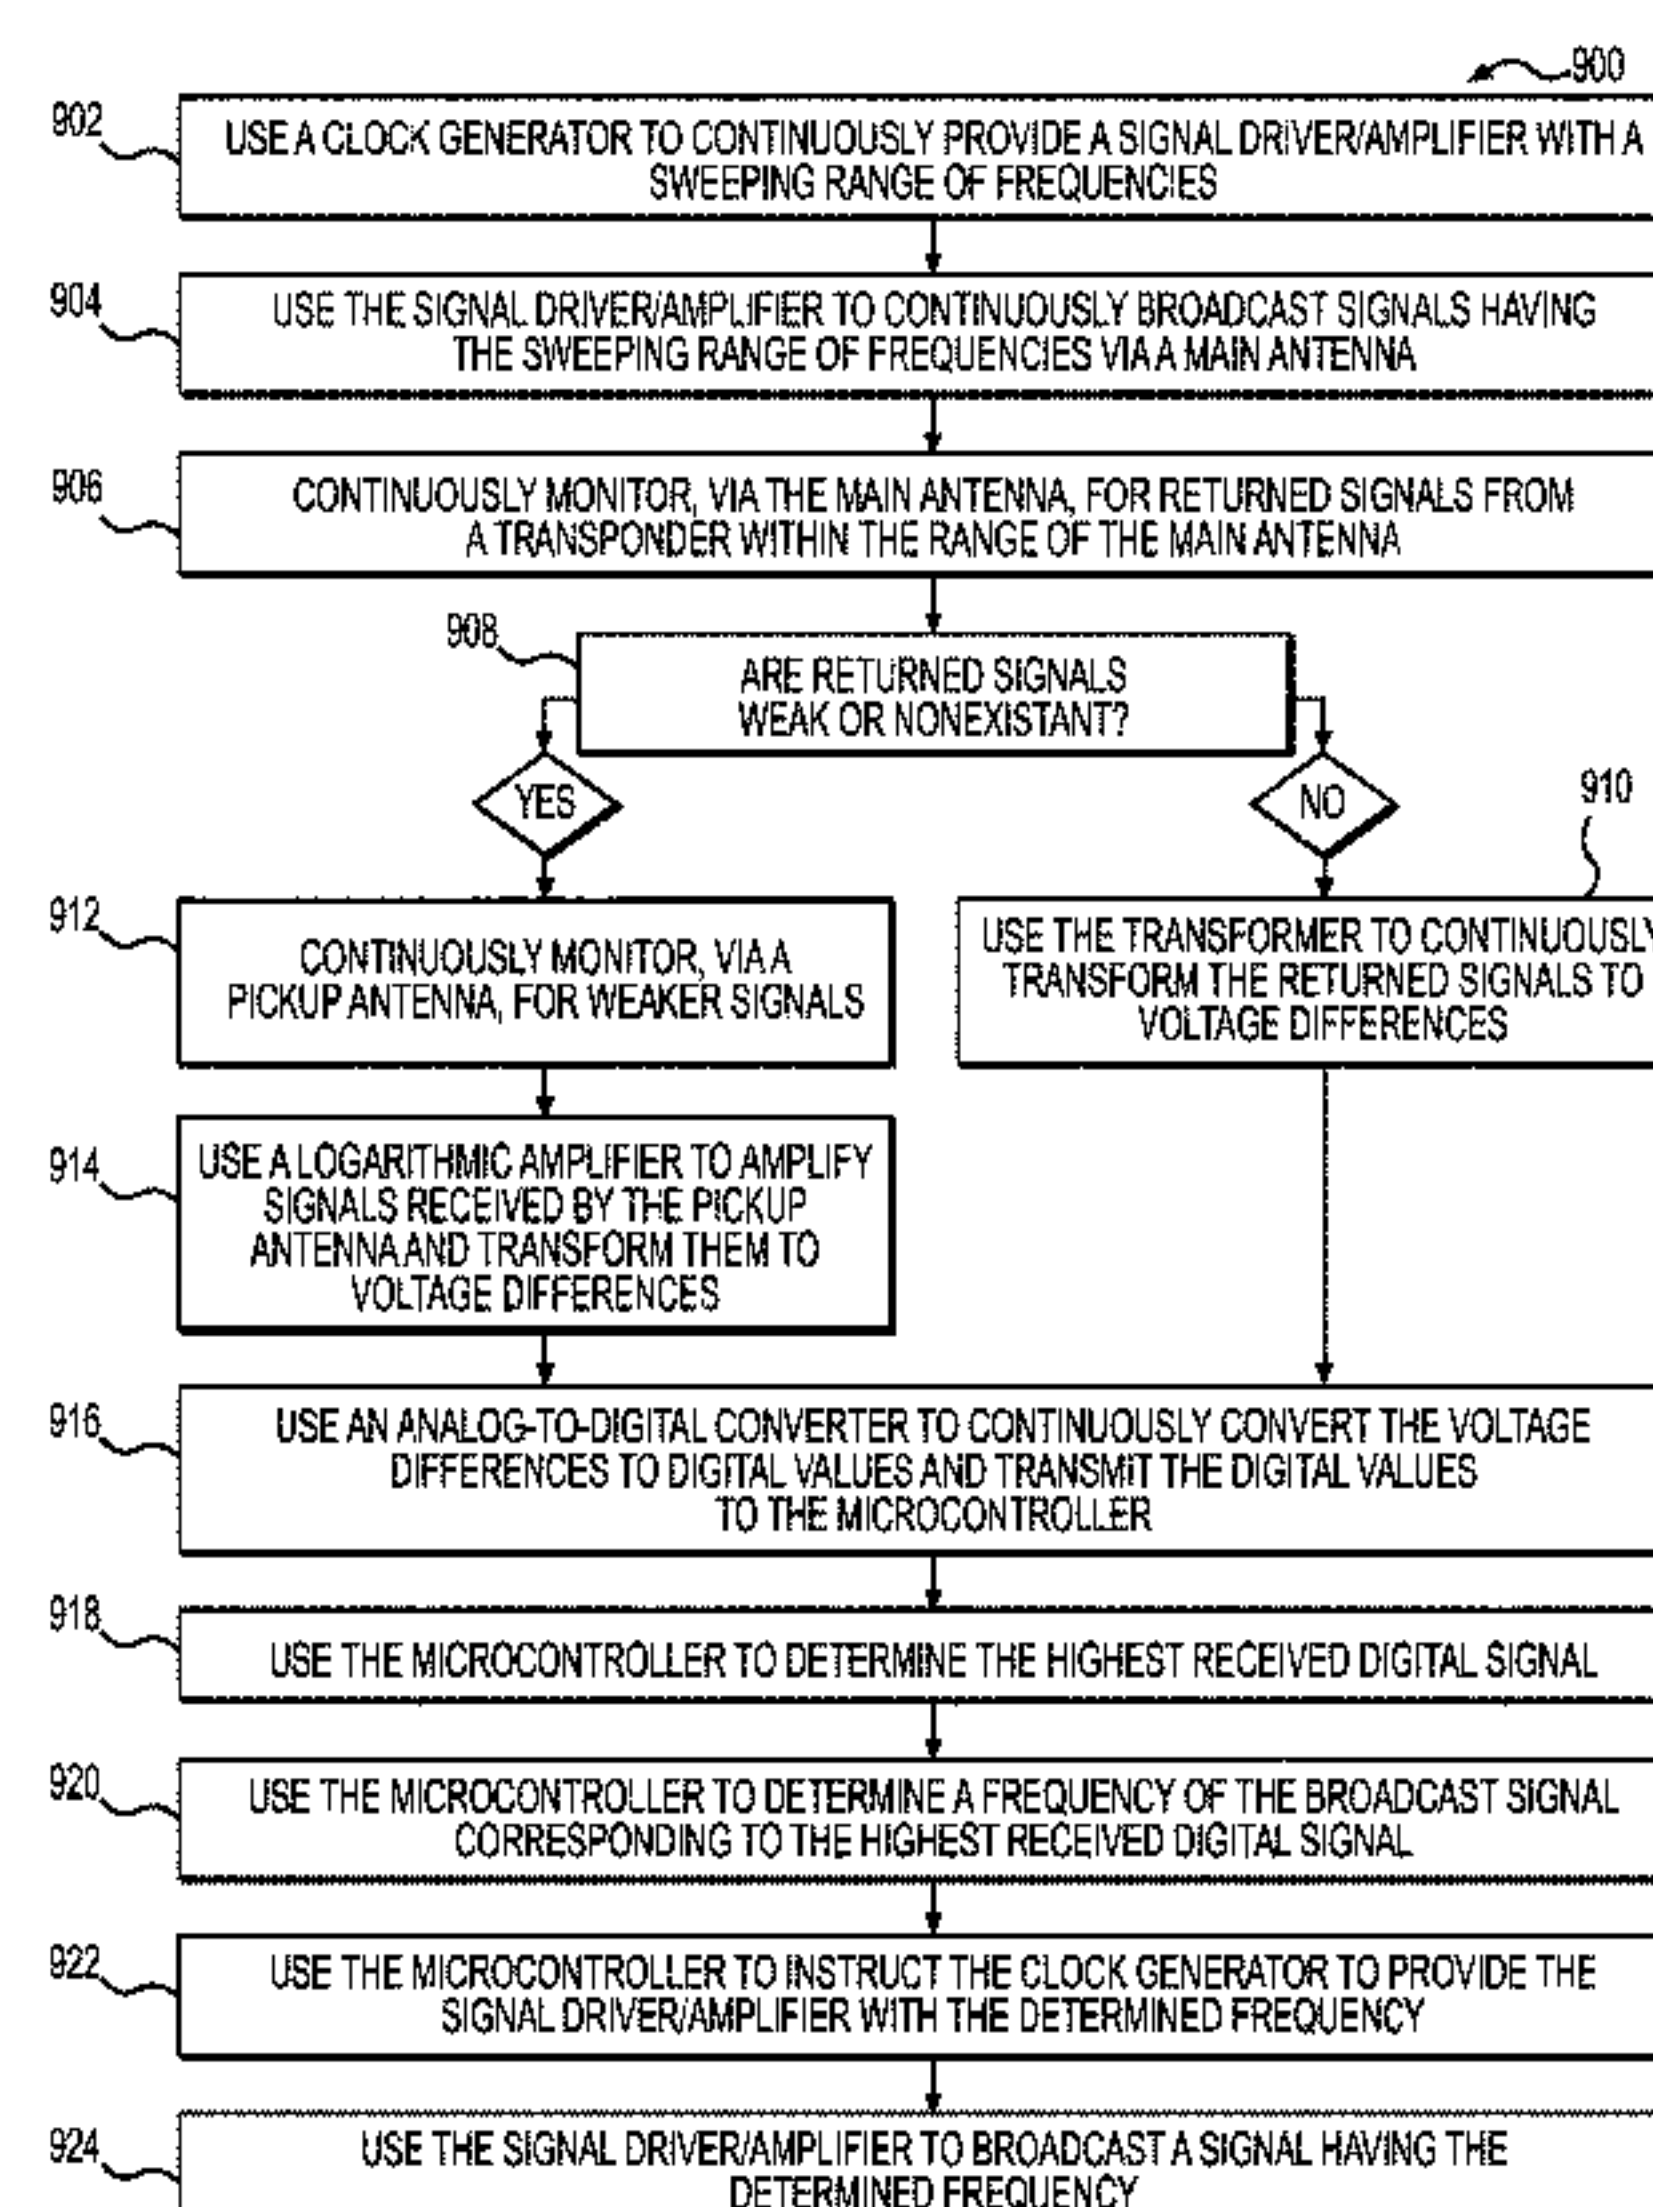 900
902
USE A CLOCK GENERATOR TO CONTINUOUSLY PROVIDE A SIGNAL DRIVER/AMPLIFIER WITH A
SWEEPING RANGE OF FREQUENCIES
904
USE THE SIGNAL DRIVER/AMPLIFIER TO CONTINUOUSLY BROADCAST SIGNALS HAVING
THE SWEEPING RANGE OF FREQUENCIES VIA A MAIN ANTENNA
906
CONTINUOUSLY MONITOR, VIA THE MAIN ANTENNA, FOR RETURNED SIGNALS FROM
A TRANSPONDER WITHIN THE RANGE OF THE MAIN ANTENNA
908
ARE RETURNED SIGNALS
WEAK OR NONEXISTANT?
YES
NO
910
912
CONTINUOUSLY MONITOR, VIA A
PICKUP ANTENNA, FOR WEAKER SIGNALS
USE THE TRANSFORMER TO CONTINUOUSLY
TRANSFORM THE RETURNED SIGNALS TO
VOLTAGE DIFFERENCES
914
USE A LOGARITHMIC AMPLIFIER TO AMPLIFY
SIGNALS RECEIVED BY THE PICKUP
ANTENNA AND TRANSFORM THEM TO
VOLTAGE DIFFERENCES
916
USE AN ANALOG-TO-DIGITAL CONVERTER TO CONTINUOUSLY CONVERT THE VOLTAGE
DIFFERENCES TO DIGITAL VALUES AND TRANSMIT THE DIGITAL VALUES
TO THE MICROCONTROLLER
918
USE THE MICROCONTROLLER TO DETERMINE THE HIGHEST RECEIVED DIGITAL SIGNAL
920
USE THE MICROCONTROLLER TO DETERMINE A FREQUENCY OF THE BROADCAST SIGNAL
CORRESPONDING TO THE HIGHEST RECEIVED DIGITAL SIGNAL
922
USE THE MICROCONTROLLER TO INSTRUCT THE CLOCK GENERATOR TO PROVIDE THE
SIGNAL DRIVER/AMPLIFIER WITH THE DETERMINED FREQUENCY
924
USE THE SIGNAL DRIVER/AMPLIFIER TO BROADCAST A SIGNAL HAVING THE
DETERMINED FREQUENCY